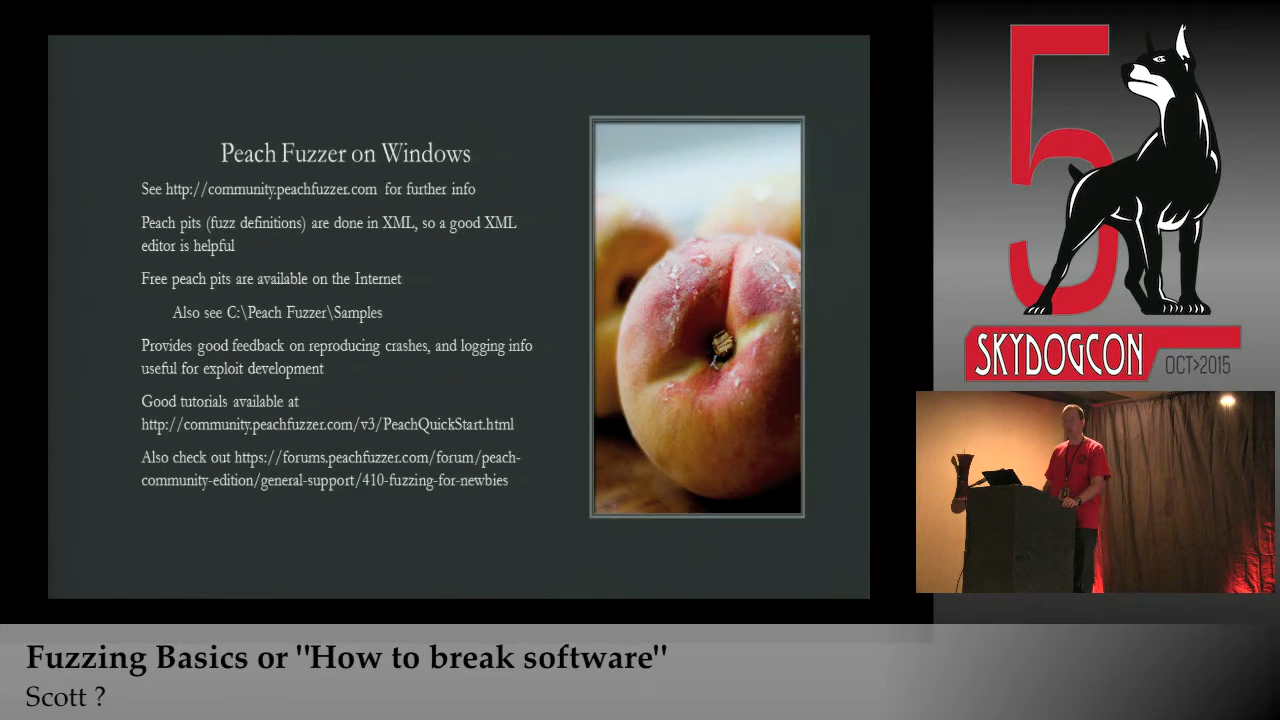 Peach Fuzzer on Windows
See http://community.peachfuzzer.com for further info
Peach pits (fuzz definitions) are done in XML, so a good XML
editor is helpful
Free peach pits are available on the Internet
Also see C:\Peach Fuzzer\Samples
Provides good feedback on reproducing crashes, and logging info
useful for exploit development
Good tutorials available at
http://community.peachfuzzer.com/v3/PeachQuickStart.html
Also check out https://forums.peachfuzzer.com/forum/peach-
community-edition/general-support/410-fuzzing-for-newbies
5
SKYDOGCON
OCT>2015
Fuzzing Basics or "How to break software"
Scott ?